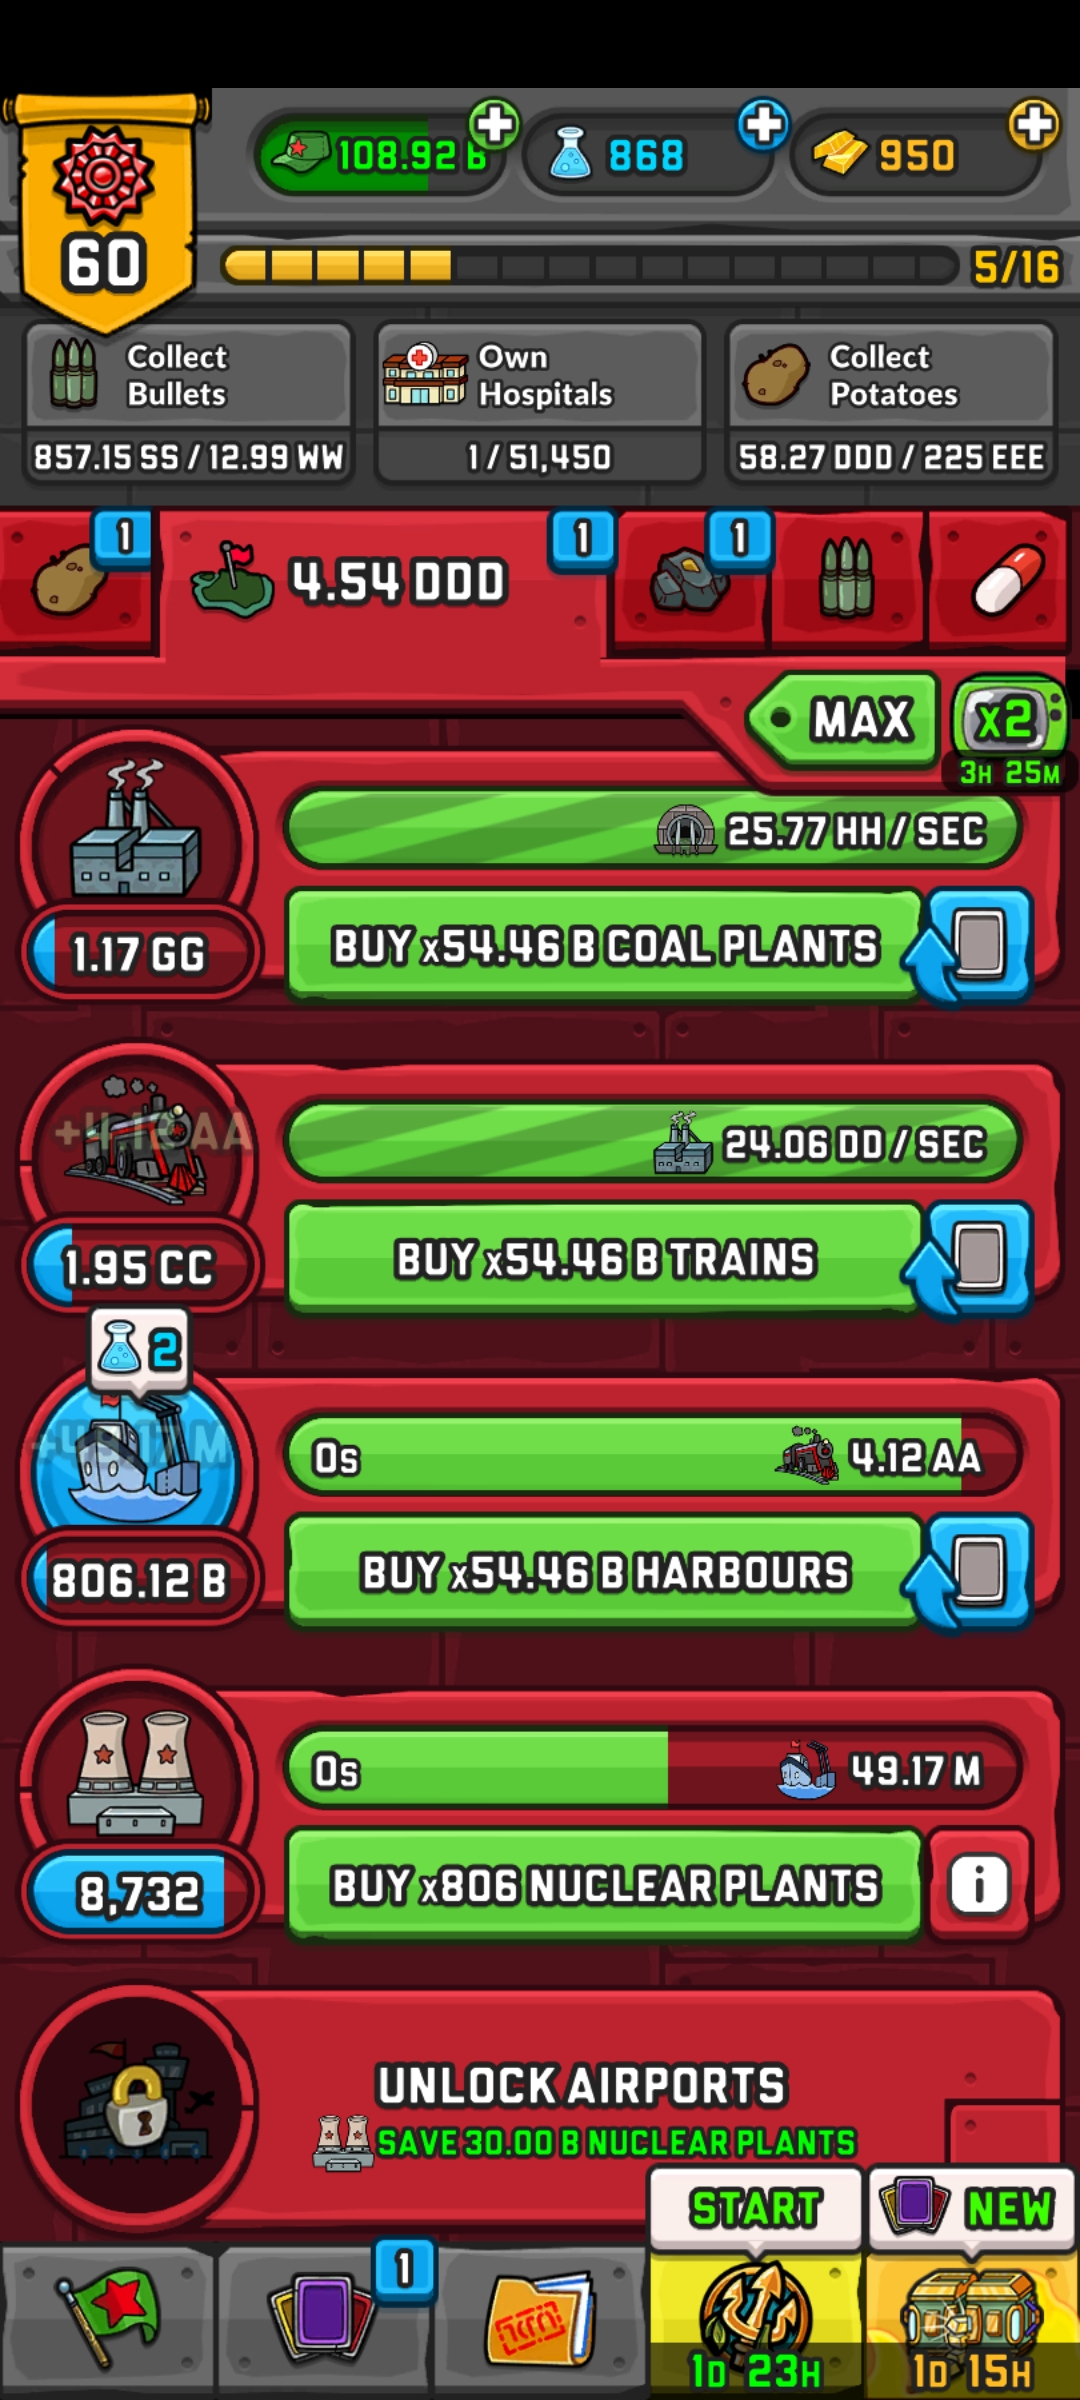 60
108.92 B
868
950
5/16
Collect
Bullets
857.15 SS / 12.99 WW
Own
Hospitals
1 / 51,450
Collect
Potatoes
58.27 DDD / 225 EEE
1
4.54 DDD
1
1
MAX
x2
3H 25M
25.77 HH / SEC
1.17 GG
BUY x54.46 B COAL PLANTS
24.06 DD / SEC
1.95 CC
BUY x54.46 B TRAINS
2
0s
4.12 AA
806.12 B
BUY x54.46 B HARBOURS
0s
49.17 M
8,732
BUY x806 NUCLEAR PLANTS
i
UNLOCK AIRPORTS
SAVE 30.00 B NUCLEAR PLANTS
START
NEW
1
1D 23H
1D 15H